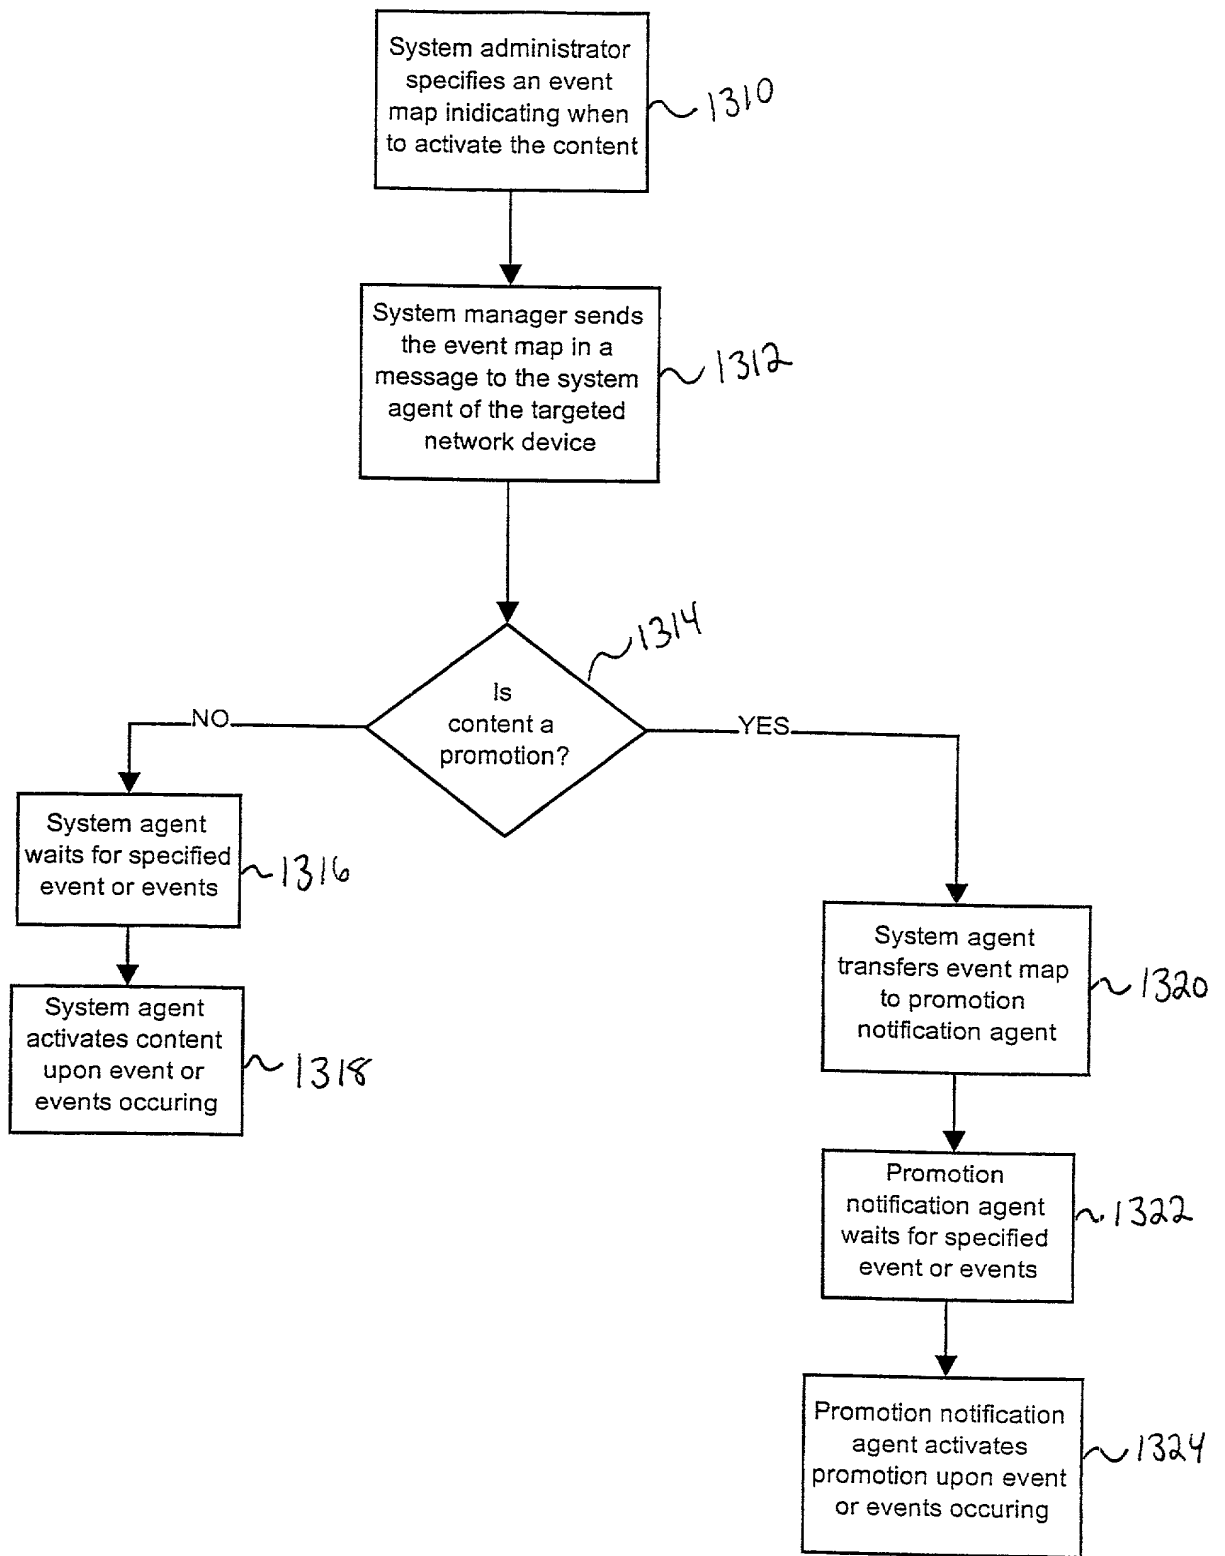 System administrator
specifies an event
map inidicating when
to activate the content
1310
System manager sends
the event map in a
message to the system
agent of the targeted
network device
1312
Is
content a
promotion?
1314
NO
YES
System agent
waits for specified
event or events
1316
System agent
activates content
upon event or
events occuring
1318
System agent
transfers event map
to promotion
notification agent
1320
Promotion
notification agent
waits for specified
event or events
1322
Promotion notification
agent activates
promotion upon event
or events occuring
1324